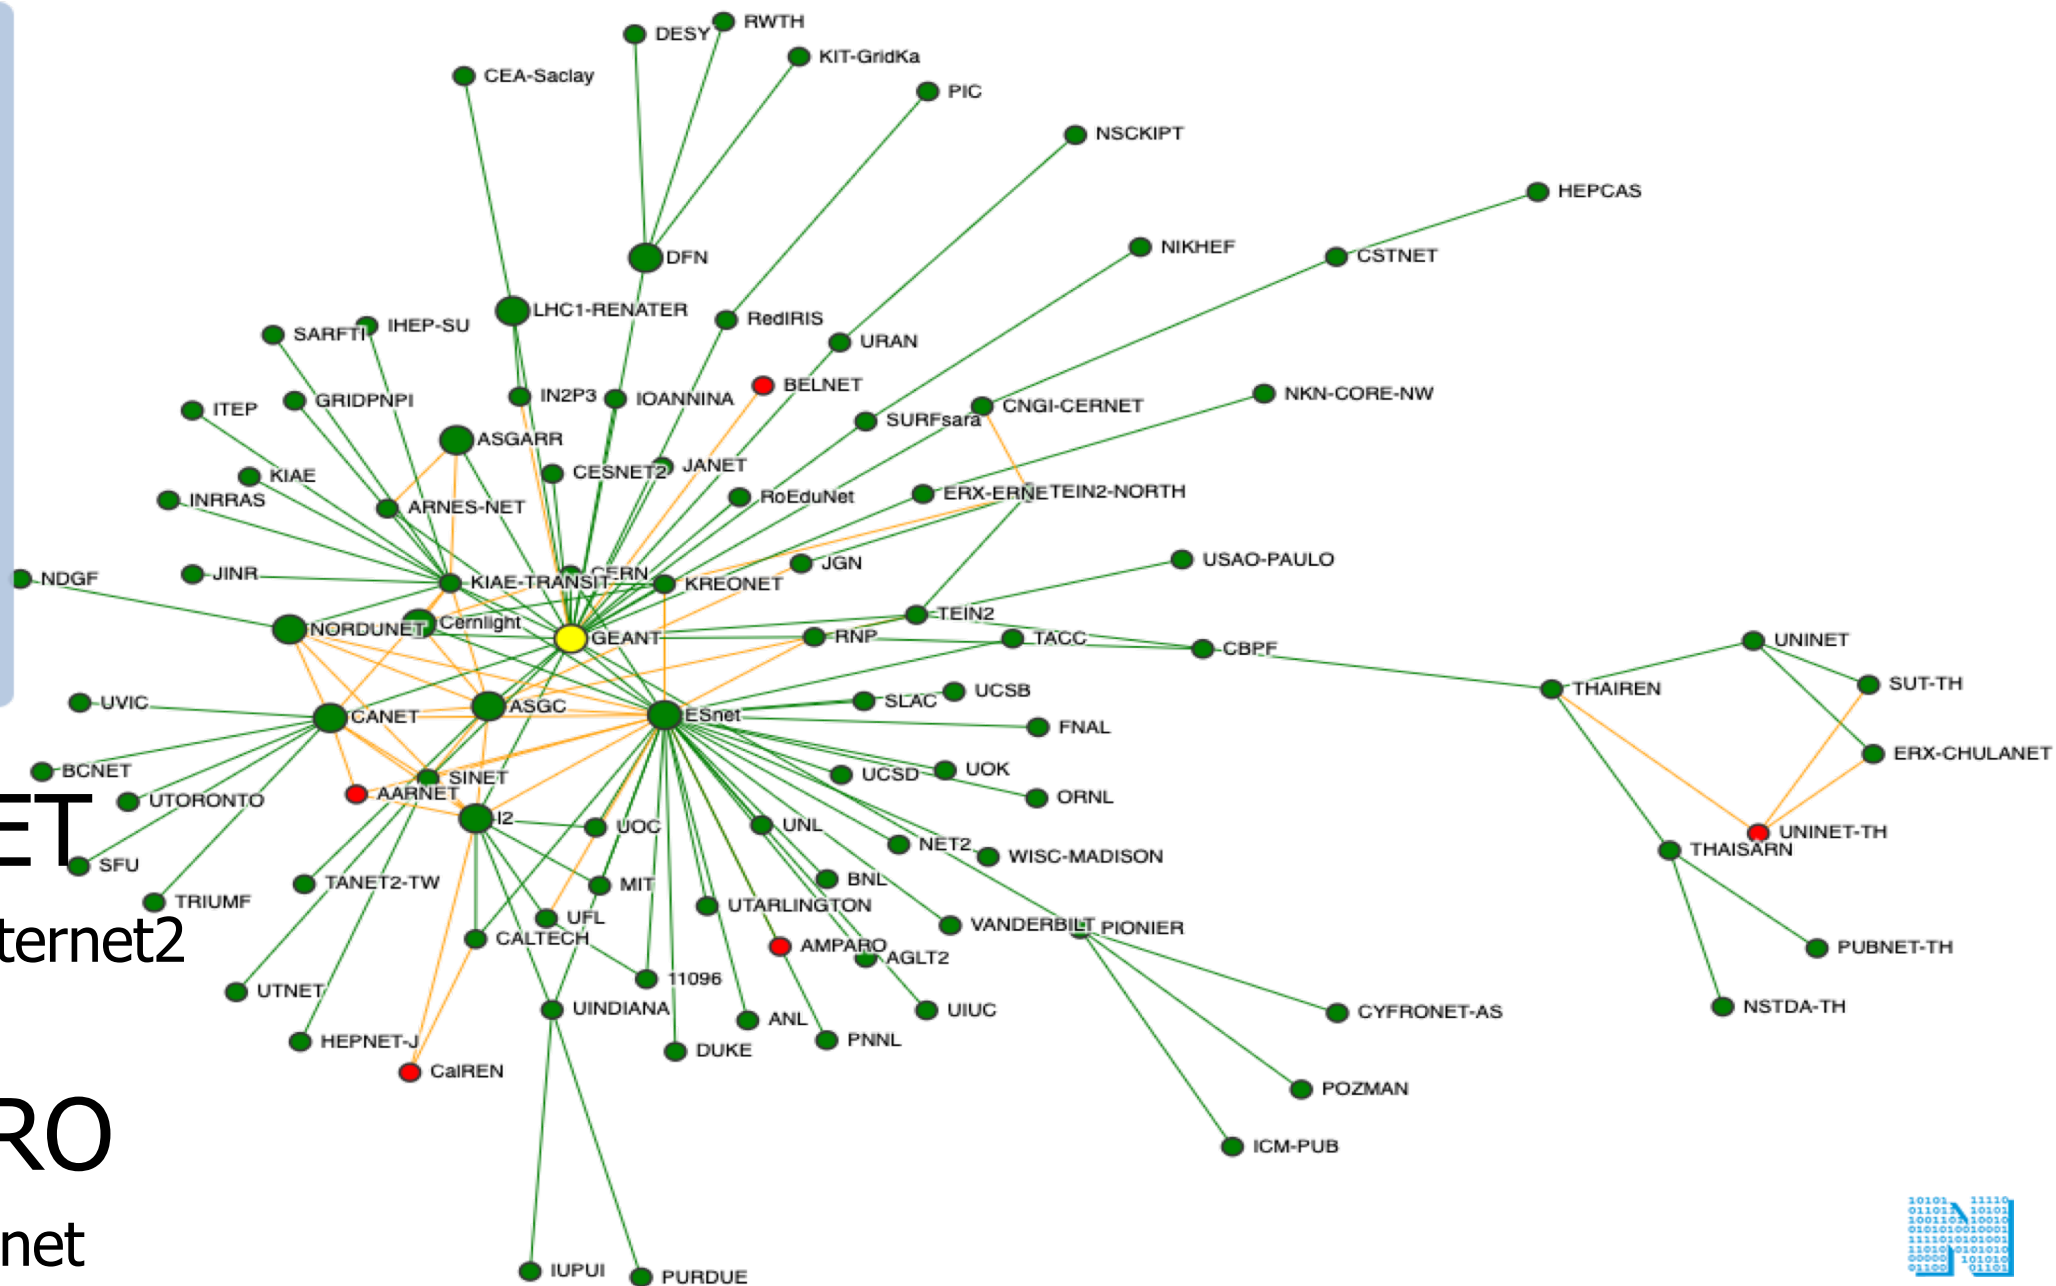 RWTH
DESY
KIT-GridKa
CEA-Saclay
PIC
NSCKIPT
HEPCAS
NIKHEF
CSTNET
DFN
LHC1-RENATER
RedIRIS
IHEP-SU
SARFTI
URAN
BELNET
IN2P3
IOANNINA
NKN-CORE-NW
GRIDPNPI
CNGI-CERNET
ITEP
SURFsara
ASGARR
JANET
CESNET2
KIAE
RoEduNet
ERX-ERNET
TEIN2-NORTH
INRRAS
ARNES-NET
USAO-PAULO
JGN
CERN
JINR
NDGF
KIAE-TRANSIT
KREONET
TEIN2
Cernlight
NORDUNET
GEANT
RNP
TACC
UNINET
CBPF
SUT-TH
THAIREN
UCSB
SLAC
UVIC
ASGC
CANET
ESnet
FNAL
ERX-CHULANET
BCNET
UOK
UCSD
SINET
AARNET
ORNL
UTORONTO
ET
I2
UOC
UNL
UNINET-TH
NET2
THAISARN
WISC-MADISON
SFU
TANET2-TW
MIT
BNL
TRIUMF
UTARLINGTON
UFL
VANDERBILT
PIONIER
ternet2
CALTECH
AMPARO
AGLT2
PUBNET-TH
11096
UTNET
UINDIANA
UIUC
CYFRONET-AS
NSTDA-TH
ANL
HEPNET-J
PNNL
DUKE
CalREN
POZMAN
RO
ICM-PUB
net
IUPUI
PURDUE